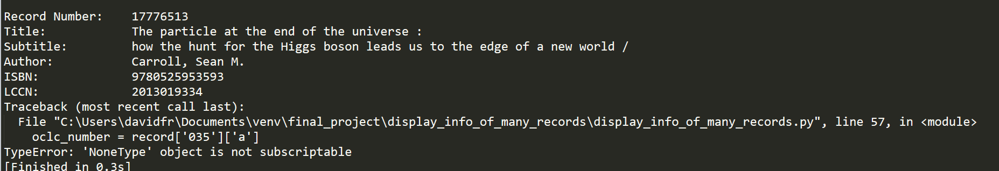 Record Number:    17776513
Title:            The particle at the end of the universe :
Subtitle:         how the hunt for the Higgs boson leads us to the edge of a new world /
Author:           Carroll, Sean M.
ISBN:             9780525953593
LCCN:             2013019334
Traceback (most recent call last):
  File "C:\Users\davidfr\Documents\venv\final_project\display_info_of_many_records\display_info_of_many_records.py", line 57, in <module>
    oclc_number = record['035']['a']
TypeError: 'NoneType' object is not subscriptable
[Finished in 0.3s]